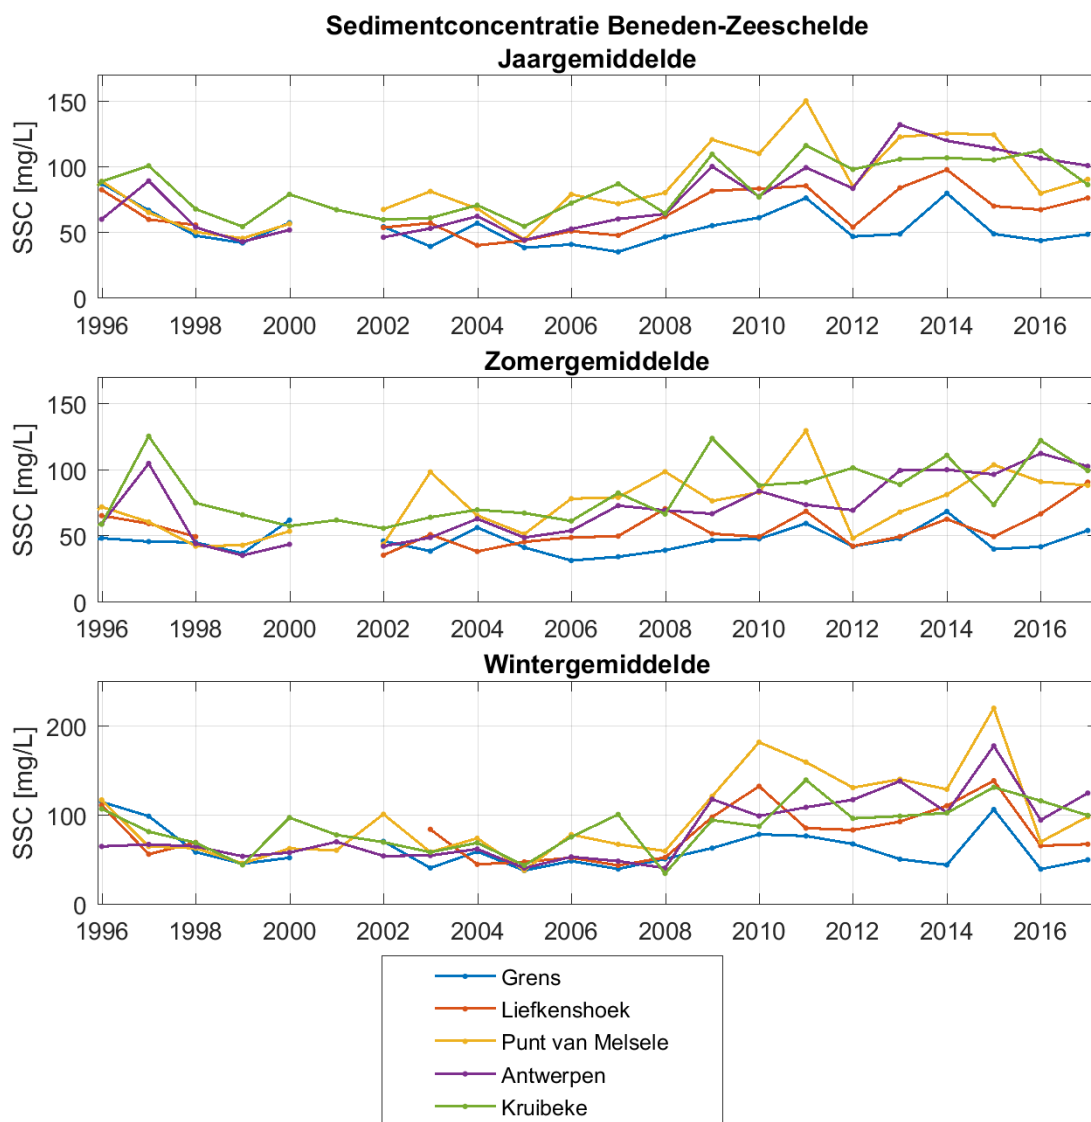 Sedimentconcentratie Beneden-Zeeschelde
Jaargemiddelde
SSC [mg/L]
150
100
50
0
1996 1998 2000 2002 2004 2006 2008 2010 2012 2014 2016
Zomergemiddelde
SSC [mg/L]
150
100
50
0
1996 1998 2000 2002 2004 2006 2008 2010 2012 2014 2016
Wintergemiddelde
SSC [mg/L]
200
100
0
1996 1998 2000 2002 2004 2006 2008 2010 2012 2014 2016
Grens
Liefkenshoek
Punt van Melsele
Antwerpen
Kruibeke